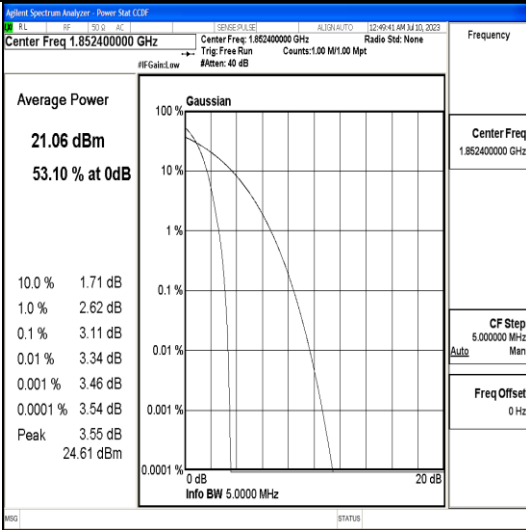 Agilent Spectrum Analyzer - Power Stat CCDF
RL RF 50 Ω AC SENSE:PULSE ALIGN AUTO 12:49:41 AM Jul 10, 2023
Center Freq 1.852400000 GHz
Center Freq: 1.852400000 GHz Radio Std: None
Trig: Free Run Counts:1.00 M/1.00 Mpt
#IFGain:Low #Atten: 40 dB
Frequency
Average Power
21.06 dBm
53.10 % at 0dB
10.0 % 1.71 dB
1.0 % 2.62 dB
0.1 % 3.11 dB
0.01 % 3.34 dB
0.001 % 3.46 dB
0.0001 % 3.54 dB
Peak 3.55 dB
24.61 dBm
Gaussian
100 %
10 %
1 %
0.1 %
0.01 %
0.001 %
0.0001 %
0 dB 20 dB
Info BW 5.0000 MHz
Center Freq
1.852400000 GHz
CF Step
5.000000 MHz
Auto Man
Freq Offset
0 Hz
MSG STATUS